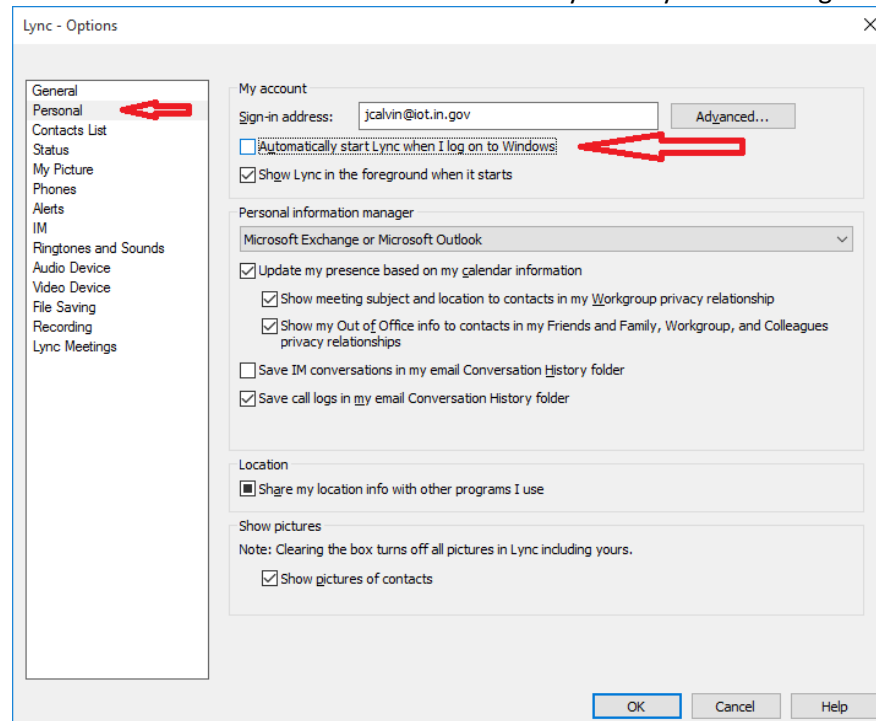 Lync - Options
General
Personal
Contacts List
Status
My Picture
Phones
Alerts
IM
Ringtones and Sounds
Audio Device
Video Device
File Saving
Recording
Lync Meetings
My account
Sign-in address:
jcalvin@iot.in.gov
Advanced...
Automatically start Lync when I log on to Windows
Show Lync in the foreground when it starts
Personal information manager
Microsoft Exchange or Microsoft Outlook
Update my presence based on my calendar information
Show meeting subject and location to contacts in my Workgroup privacy relationship
Show my Out of Office info to contacts in my Friends and Family, Workgroup, and Colleagues
privacy relationships
Save IM conversations in my email Conversation History folder
Save call logs in my email Conversation History folder
Location
Share my location info with other programs I use
Show pictures
Note: Clearing the box turns off all pictures in Lync including yours.
Show pictures of contacts
OK
Cancel
Help